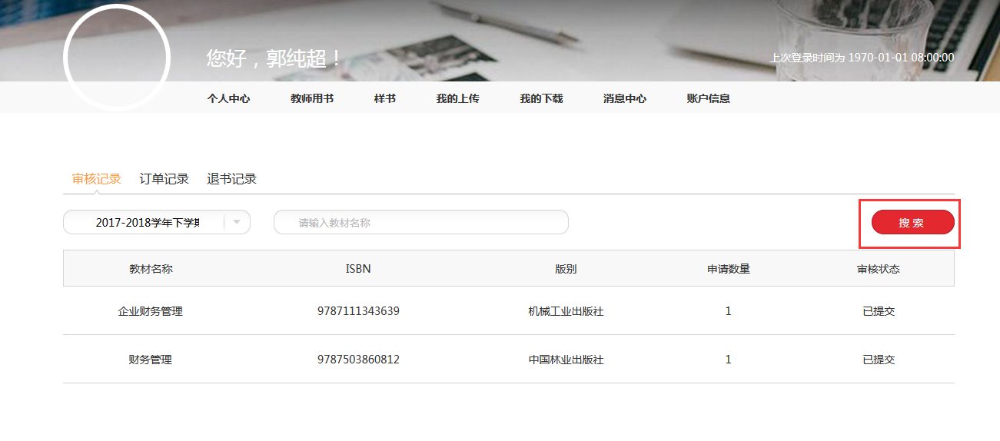 您好，郭纯超！
上次登录时间为 1970-01-01 08:00:00
个人中心 教师用书 样书 我的上传 我的下载 消息中心 账户信息
审核记录 订单记录 退书记录
2017-2018学年下学期 请输入教材名称 搜 索
教材名称 ISBN 版别 申请数量 审核状态
企业财务管理 9787111343639 机械工业出版社 1 已提交
财务管理 9787503860812 中国林业出版社 1 已提交